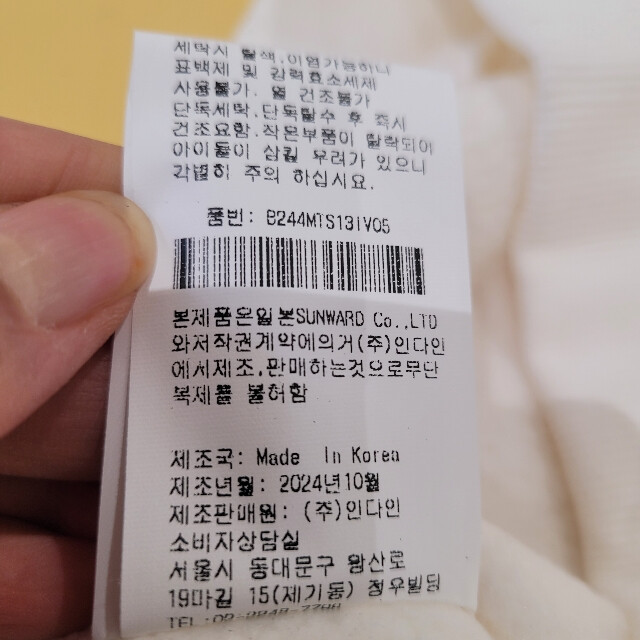 세탁시 탈색.이염가능하니
표백제 및 강력효소세제
사용불가. 열 건조불가
단독세탁.단독탈수 후 즉시
건조요함.작은부품이 탈락되어
아이들이 삼킬 우려가 있으니
각별히 주의 하십시요.
품번: B244MTS13IV05
본제품은일본SUNWARD Co.,LTD
와저작권계약에의거(주)인다인
에서제조.판매하는것으로무단
복제를 불허함
제조국: Made In Korea
제조년월: 2024년10월
제조판매원: (주)인다인
소비자상담실
서울시 동대문구 왕산로
19마길 15(제기동) 정우빌딩
TEL:02-